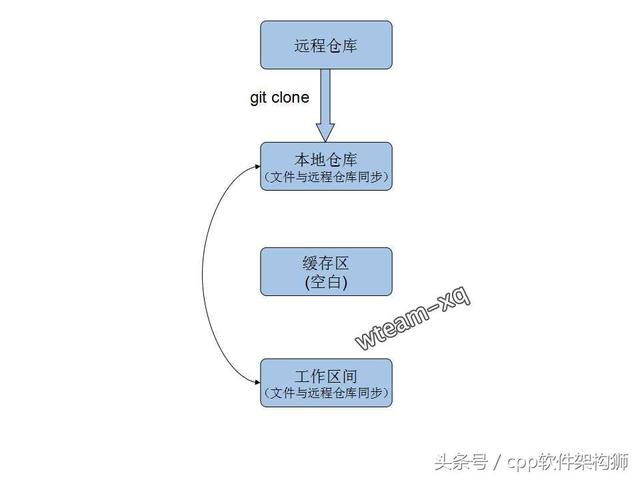 远程仓库
git clone
本地仓库
(文件与远程仓库同步)
缓存区
(空白)
wteam-xq
工作区间
(文件与远程仓库同步)
头条号 / cpp软件架构狮